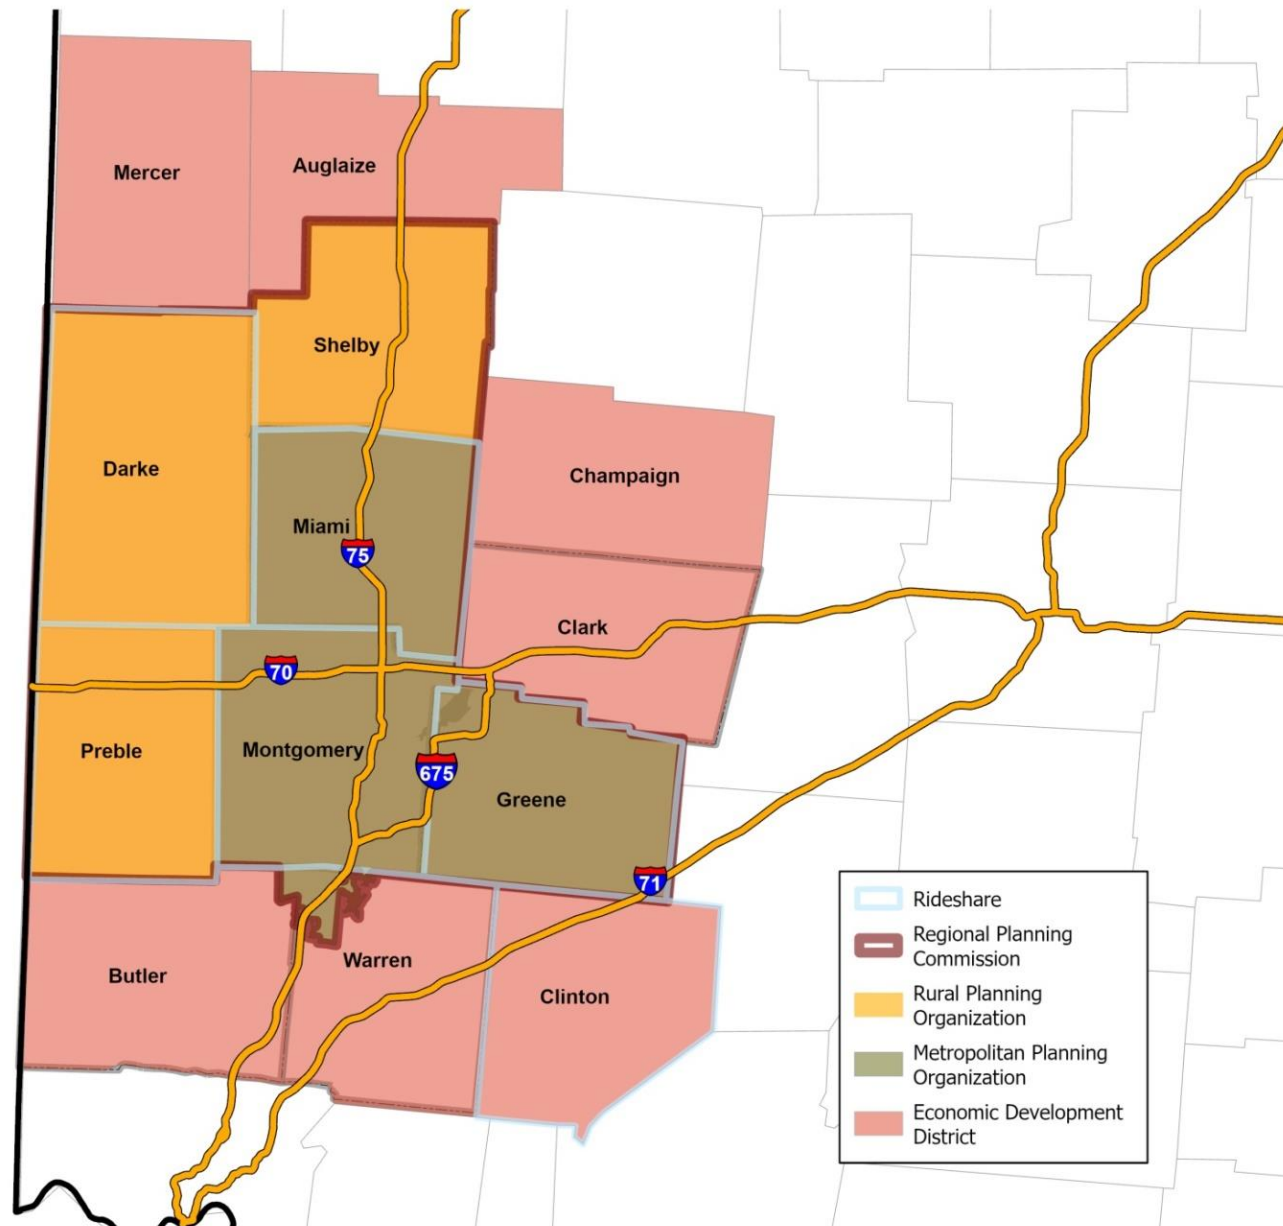 Mercer
Auglaize
Shelby
Darke
Champaign
Miami
75
Clark
70
Preble
Montgomery
675
Greene
71
Butler
Warren
Clinton
Rideshare
Regional Planning
Commission
Rural Planning
Organization
Metropolitan Planning
Organization
Economic Development
District